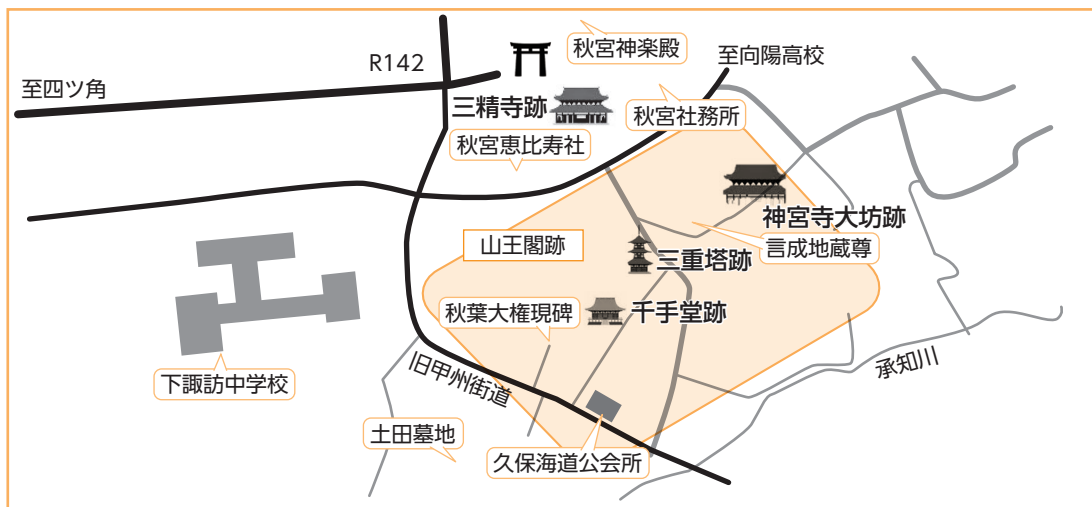 秋宮神楽殿
至向陽高校
R142
至四ツ角
三精寺跡
秋宮社務所
秋宮恵比寿社
神宮寺大坊跡
山王閣跡
言成地蔵尊
三重塔跡
秋葉大権現碑
千手堂跡
承知川
旧甲州街道
下諏訪中学校
土田墓地
久保海道公会所